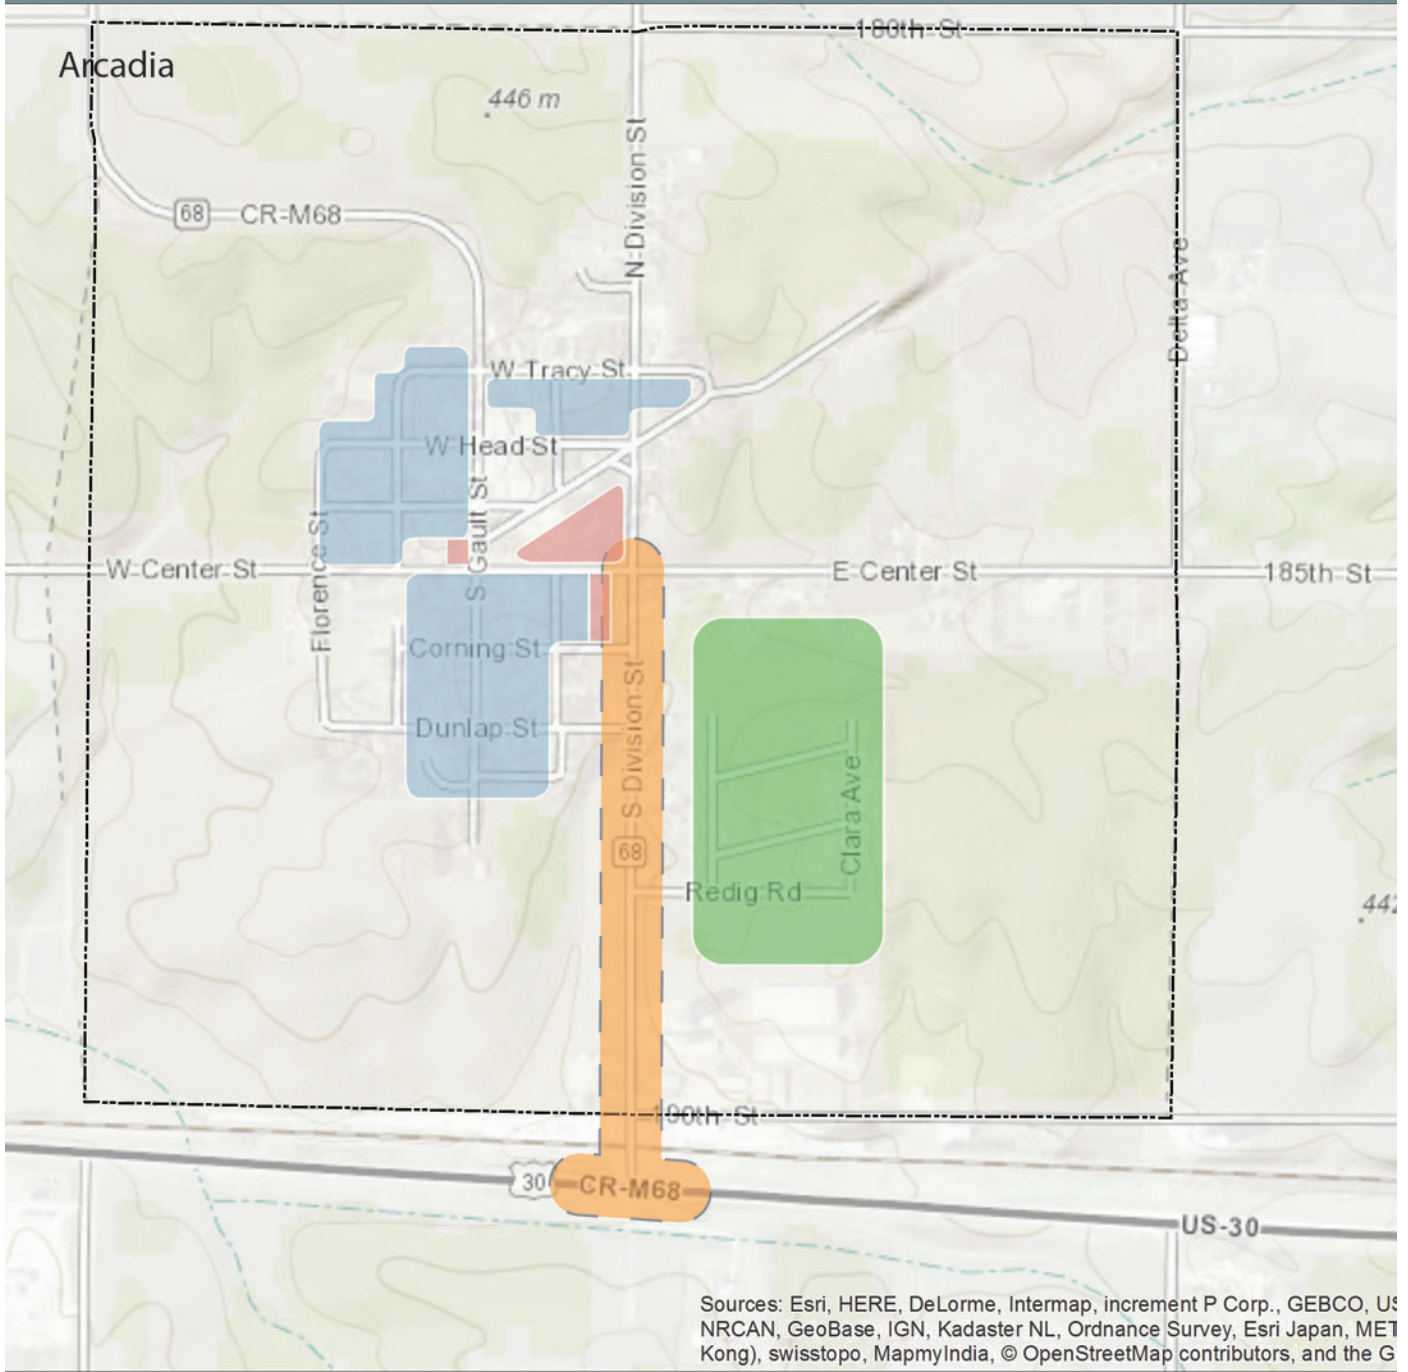 180th St
Arcadia
446 m
N Division St
68
CR-M68
Delta Ave
W Tracy St
W Head St
S Gault St
Florence St
W Center St
E Center St
185th St
Corning St
S Division St
Dunlap St
Clara Ave
68
Redig Rd
442
190th St
30
CR-M68
US-30
Sources: Esri, HERE, DeLorme, Intermap, increment P Corp., GEBCO, US
NRCAN, GeoBase, IGN, Kadaster NL, Ordnance Survey, Esri Japan, MET
Kong), swisstopo, MapmyIndia, © OpenStreetMap contributors, and the G